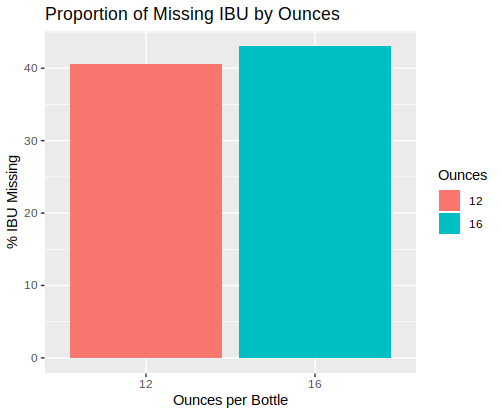 Proportion of Missing IBU by Ounces
% IBU Missing
40
30
20
10
0
12
16
Ounces per Bottle
Ounces
12
16